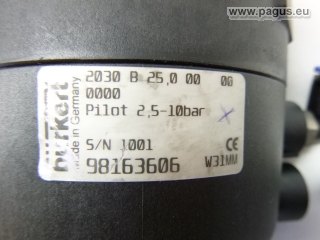 www.pagus.eu
bürkert
Made in Germany
2030 B 25,0 00 00
0000
Pilot 2,5-10bar X
S/N 1001 CE
98163606 W31MM